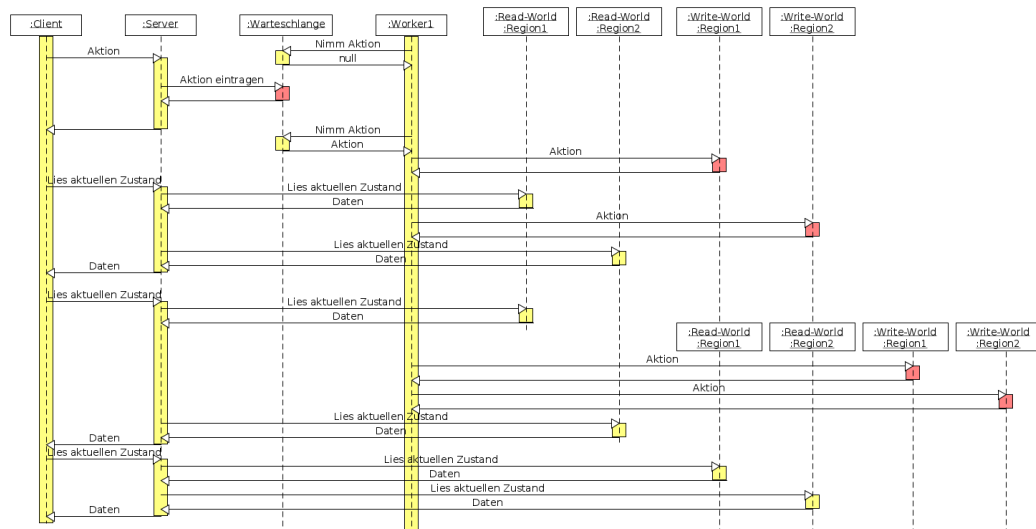 :Client
:Server
:Warteschlange
:Worker1
:Read-World
:Region1
:Read-World
:Region2
:Write-World
:Region1
:Write-World
:Region2
Nimm Aktion
Aktion
null
Aktion eintragen
Nimm Aktion
Aktion
Aktion
Lies aktuellen Zustand
Lies aktuellen Zustand
Daten
Aktion
Lies aktuellen Zustand
Daten
Daten
Lies aktuellen Zustand
Lies aktuellen Zustand
Daten
:Read-World
:Region1
:Read-World
:Region2
:Write-World
:Region1
:Write-World
:Region2
Aktion
Aktion
Lies aktuellen Zustand
Daten
Daten
Lies aktuellen Zustand
Lies aktuellen Zustand
Daten
Lies aktuellen Zustand
Daten
Daten